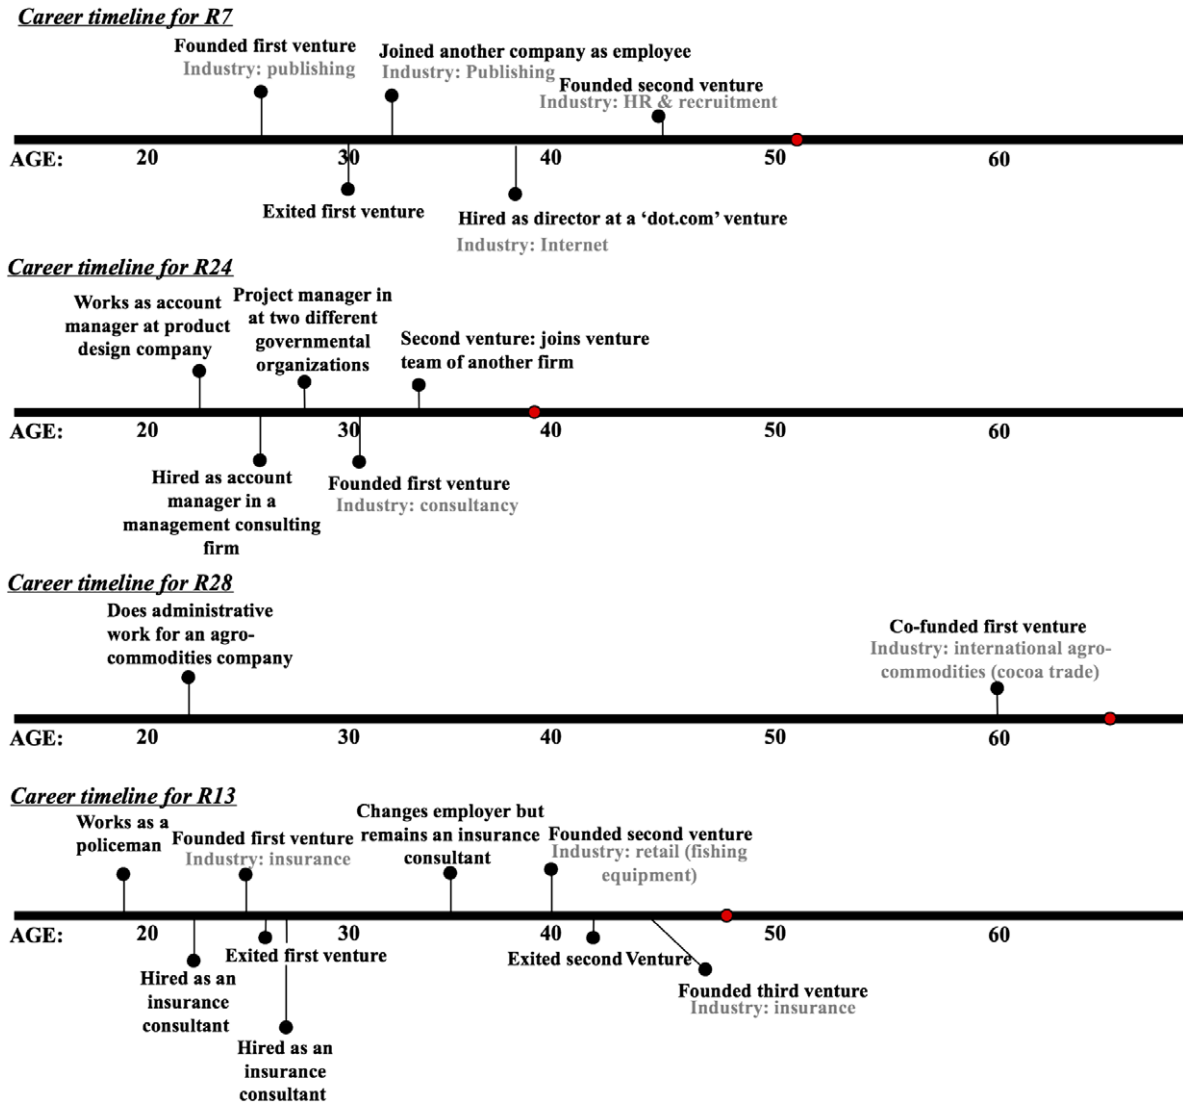 Career timeline for R7
Founded first venture
Industry: publishing
Joined another company as employee
Industry: Publishing
Founded second venture
Industry: HR & recruitment
AGE: 20 30 40 50 60
Exited first venture
Hired as director at a ‘dot.com’ venture
Industry: Internet
Career timeline for R24
Works as account
manager at product
design company
Project manager in
at two different
governmental
organizations
Second venture: joins venture
team of another firm
AGE: 20 30 40 50 60
Hired as account
manager in a
management consulting
firm
Founded first venture
Industry: consultancy
Career timeline for R28
Does administrative
work for an agro-
commodities company
Co-funded first venture
Industry: international agro-
commodities (cocoa trade)
AGE: 20 30 40 50 60
Career timeline for R13
Works as a
policeman
Founded first venture
Industry: insurance
Changes employer but
remains an insurance
consultant
Founded second venture
Industry: retail (fishing
equipment)
AGE: 20 30 40 50 60
Hired as an
insurance
consultant
Exited first venture
Hired as an
insurance
consultant
Exited second Venture
Founded third venture
Industry: insurance